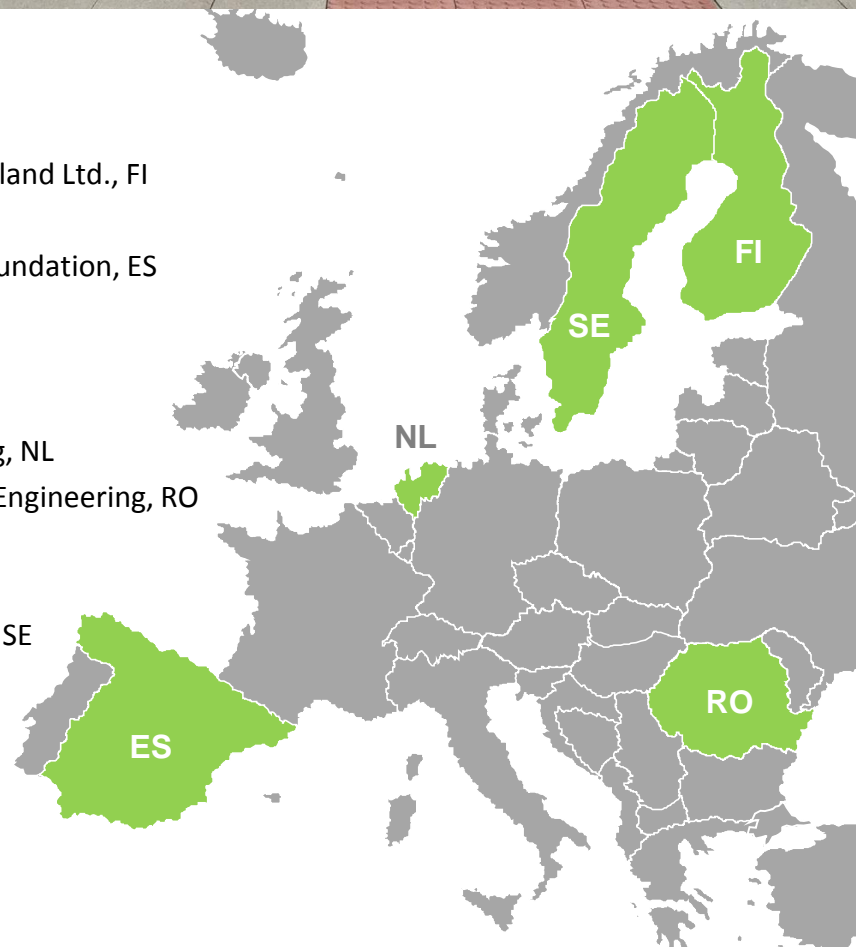 land Ltd., FI
undation, ES
g, NL
Engineering, RO
SE
FI
SE
NL
RO
ES